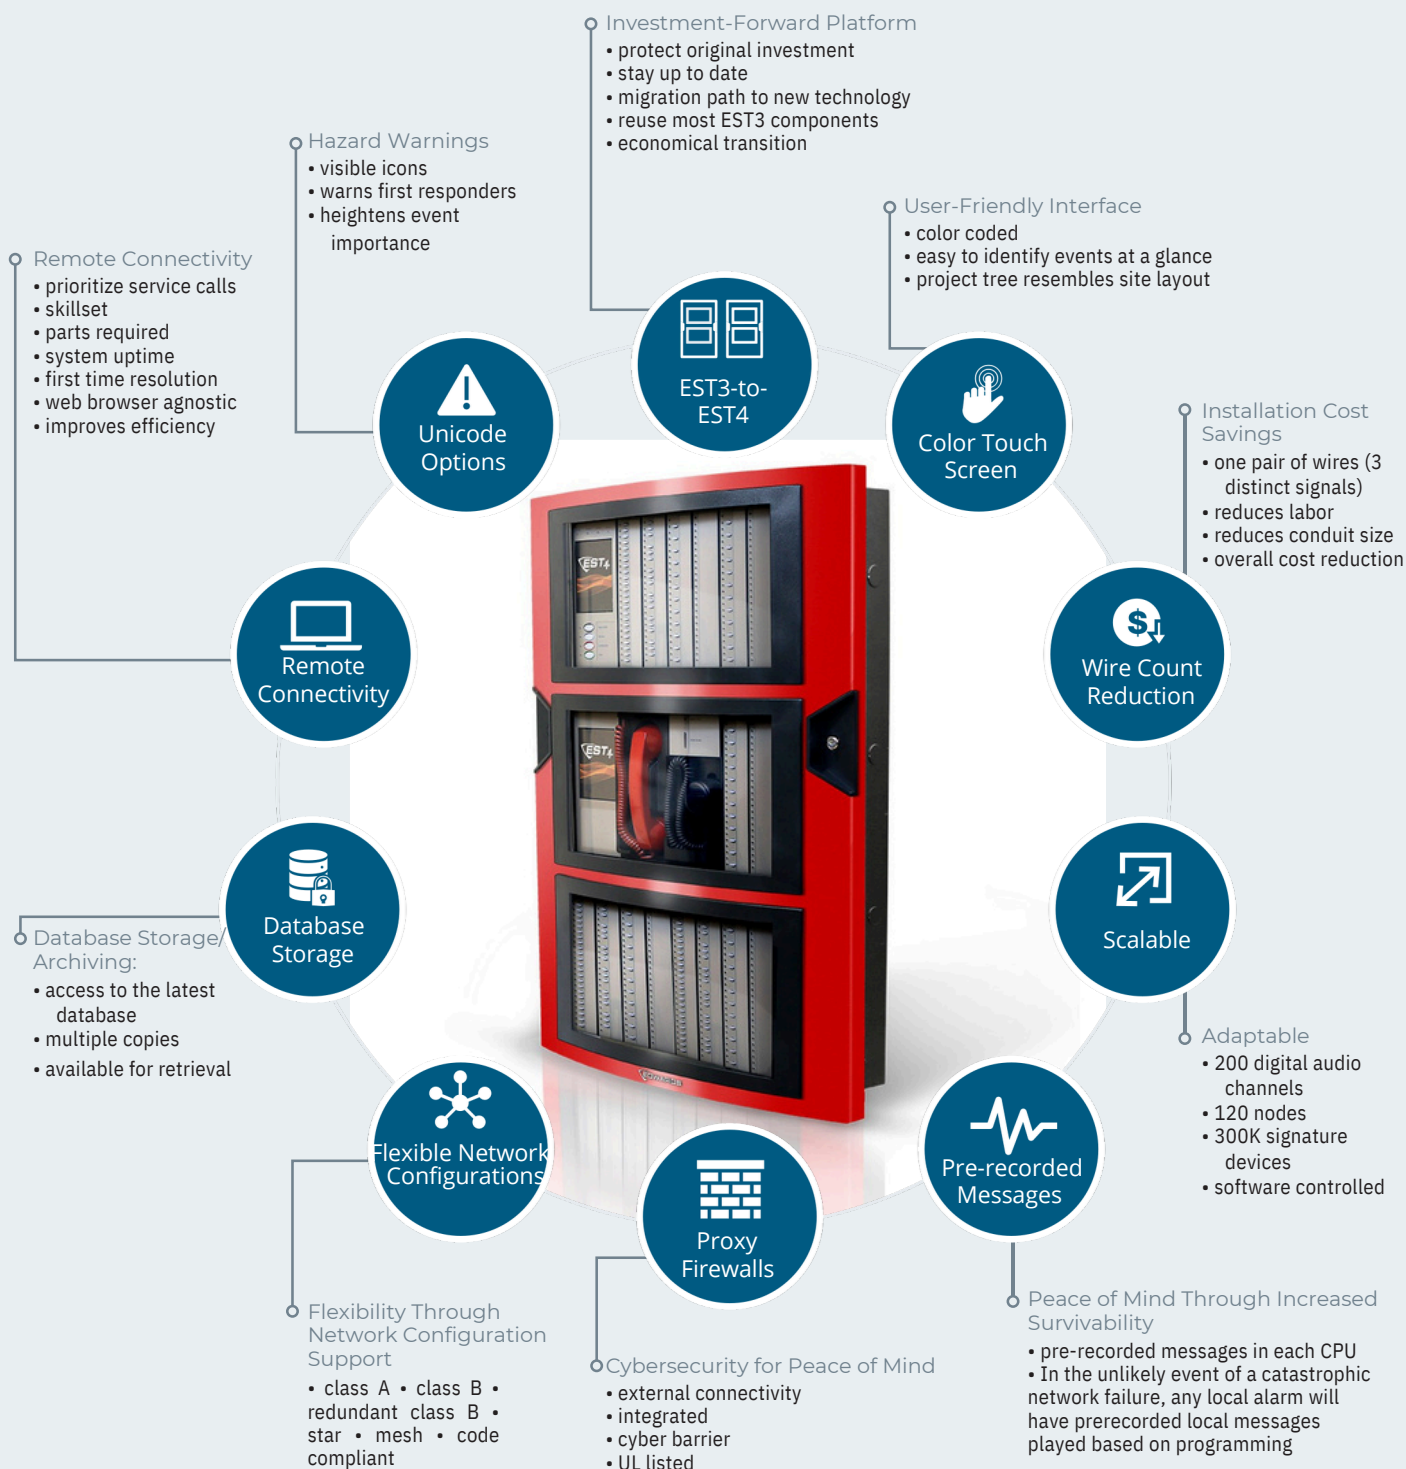 Investment-Forward Platform
• protect original investment
• stay up to date
• migration path to new technology
• reuse most EST3 components
• economical transition
Hazard Warnings
• visible icons
• warns first responders
• heightens event
importance
User-Friendly Interface
• color coded
• easy to identify events at a glance
• project tree resembles site layout
Remote Connectivity
• prioritize service calls
• skillset
• parts required
• system uptime
• first time resolution
• web browser agnostic
• improves efficiency
EST3-to-
EST4
Unicode
Options
Color Touch
Screen
Installation Cost
Savings
• one pair of wires (3
distinct signals)
• reduces labor
• reduces conduit size
• overall cost reduction
EST4
Remote
Connectivity
$
Wire Count
Reduction
EST4
Database
Storage
Scalable
Database Storage/
Archiving:
• access to the latest
database
• multiple copies
• available for retrieval
Adaptable
• 200 digital audio
channels
• 120 nodes
• 300K signature
devices
• software controlled
EDWARDS
Flexible Network
Configurations
Pre-recorded
Messages
Proxy
Firewalls
Flexibility Through
Network Configuration
Support
• class A • class B •
redundant class B •
star • mesh • code
compliant
Cybersecurity for Peace of Mind
• external connectivity
• integrated
• cyber barrier
• UL listed
Peace of Mind Through Increased
Survivability
• pre-recorded messages in each CPU
• In the unlikely event of a catastrophic
network failure, any local alarm will
have prerecorded local messages
played based on programming